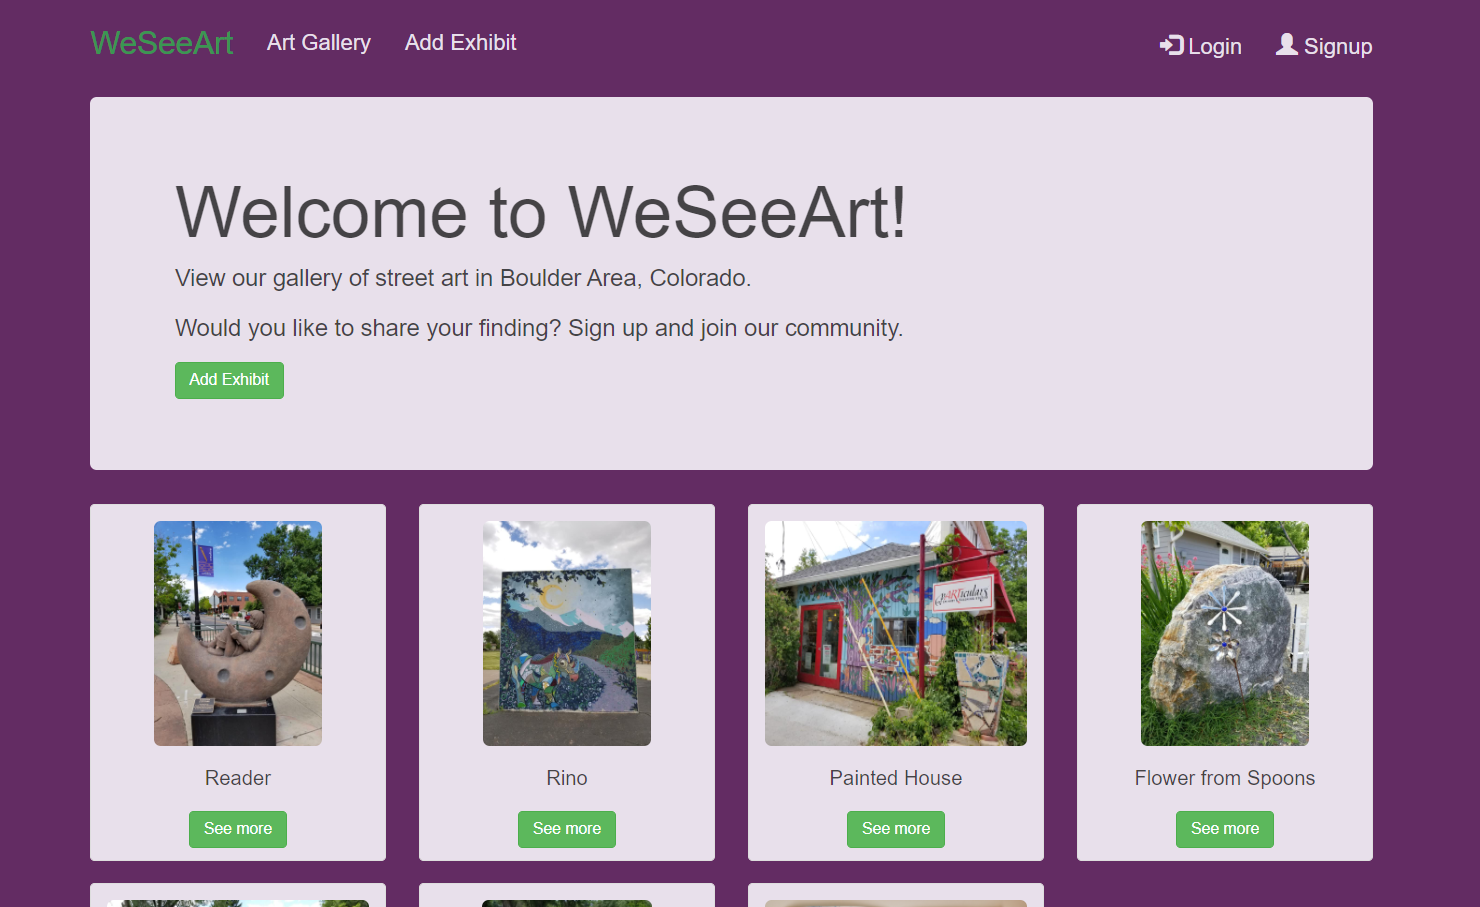 WeSeeArt Art Gallery Add Exhibit Login Signup
Welcome to WeSeeArt!
View our gallery of street art in Boulder Area, Colorado.
Would you like to share your finding? Sign up and join our community.
Add Exhibit
pARTiculars
Reader Rino Painted House Flower from Spoons
See more See more See more See more